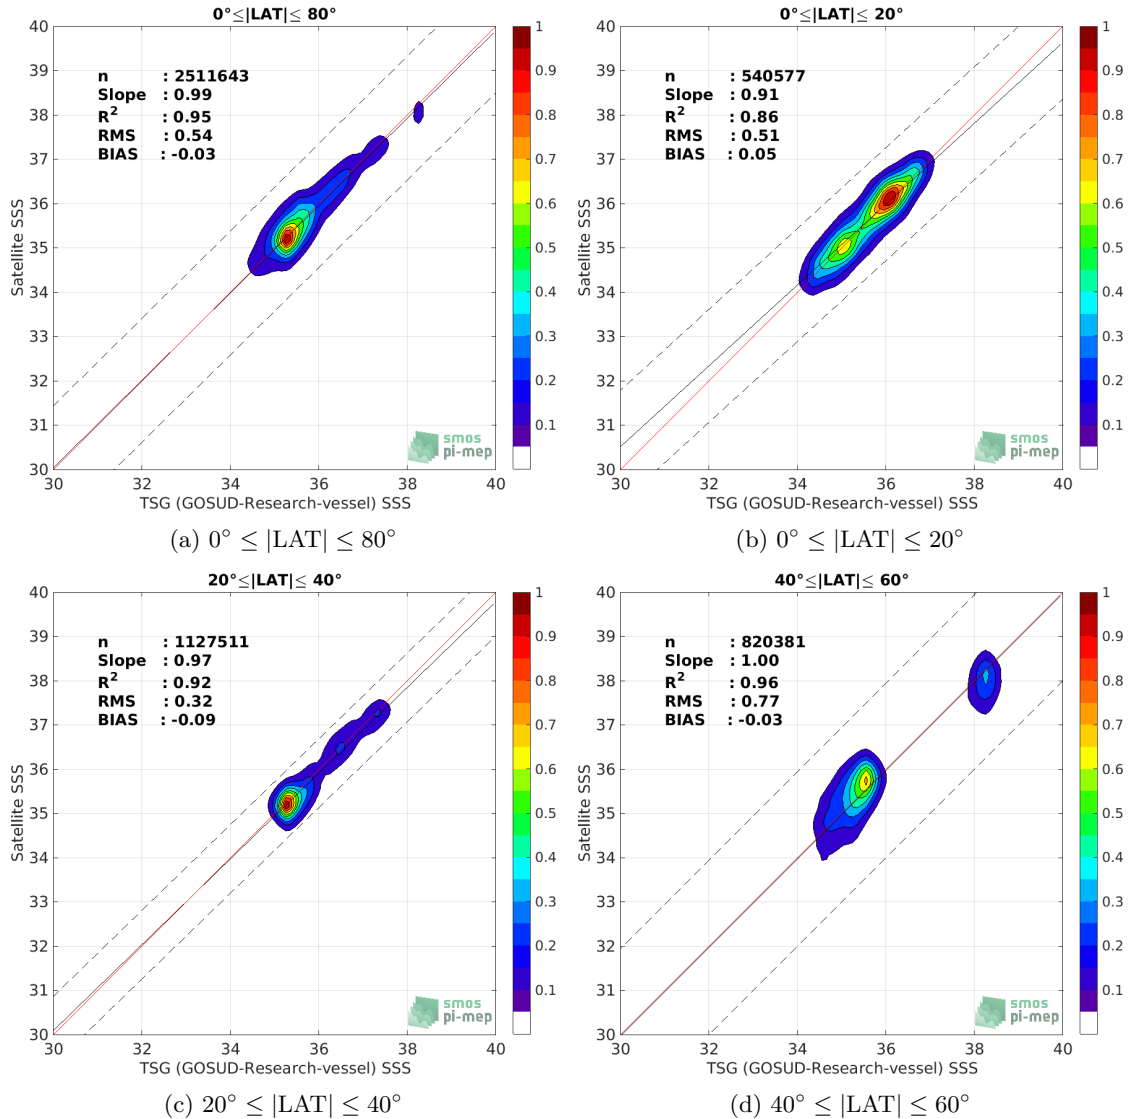 0°≤|LAT|≤ 80°
n : 2511643
Slope : 0.99
R² : 0.95
RMS : 0.54
BIAS : -0.03
Satellite SSS
40
39
38
37
36
35
34
33
32
31
30
30 32 34 36 38 40
TSG (GOSUD-Research-vessel) SSS
1
0.9
0.8
0.7
0.6
0.5
0.4
0.3
0.2
0.1
smos
pi-mep
(a) 0° ≤ |LAT| ≤ 80°
0°≤|LAT|≤ 20°
n : 540577
Slope : 0.91
R² : 0.86
RMS : 0.51
BIAS : 0.05
Satellite SSS
40
39
38
37
36
35
34
33
32
31
30
30 32 34 36 38 40
TSG (GOSUD-Research-vessel) SSS
1
0.9
0.8
0.7
0.6
0.5
0.4
0.3
0.2
0.1
smos
pi-mep
(b) 0° ≤ |LAT| ≤ 20°
20°≤|LAT|≤ 40°
n : 1127511
Slope : 0.97
R² : 0.92
RMS : 0.32
BIAS : -0.09
Satellite SSS
40
39
38
37
36
35
34
33
32
31
30
30 32 34 36 38 40
TSG (GOSUD-Research-vessel) SSS
1
0.9
0.8
0.7
0.6
0.5
0.4
0.3
0.2
0.1
smos
pi-mep
(c) 20° ≤ |LAT| ≤ 40°
40°≤|LAT|≤ 60°
n : 820381
Slope : 1.00
R² : 0.96
RMS : 0.77
BIAS : -0.03
Satellite SSS
40
39
38
37
36
35
34
33
32
31
30
30 32 34 36 38 40
TSG (GOSUD-Research-vessel) SSS
1
0.9
0.8
0.7
0.6
0.5
0.4
0.3
0.2
0.1
smos
pi-mep
(d) 40° ≤ |LAT| ≤ 60°